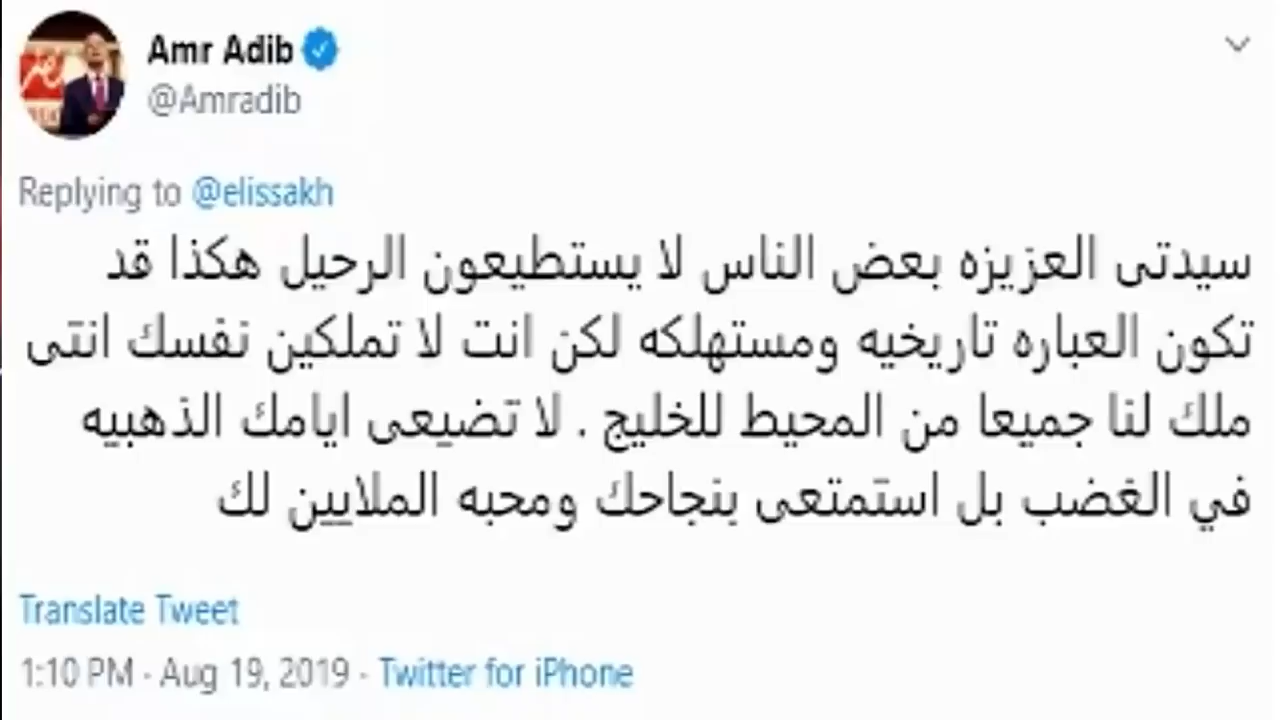 Amr Adib
@Amradib
Replying to @elissakh
سيدتى العزيزه بعض الناس لا يستطيعون الرحيل هكذا قد
تكون العباره تاريخيه ومستهلكه لكن انت لا تملكين نفسك انتى
ملك لنا جميعا من المحيط للخليج . لا تضيعى ايامك الذهبيه
في الغضب بل استمتعى بنجاحك ومحبه الملايين لك
Translate Tweet
1:10 PM · Aug 19, 2019 · Twitter for iPhone